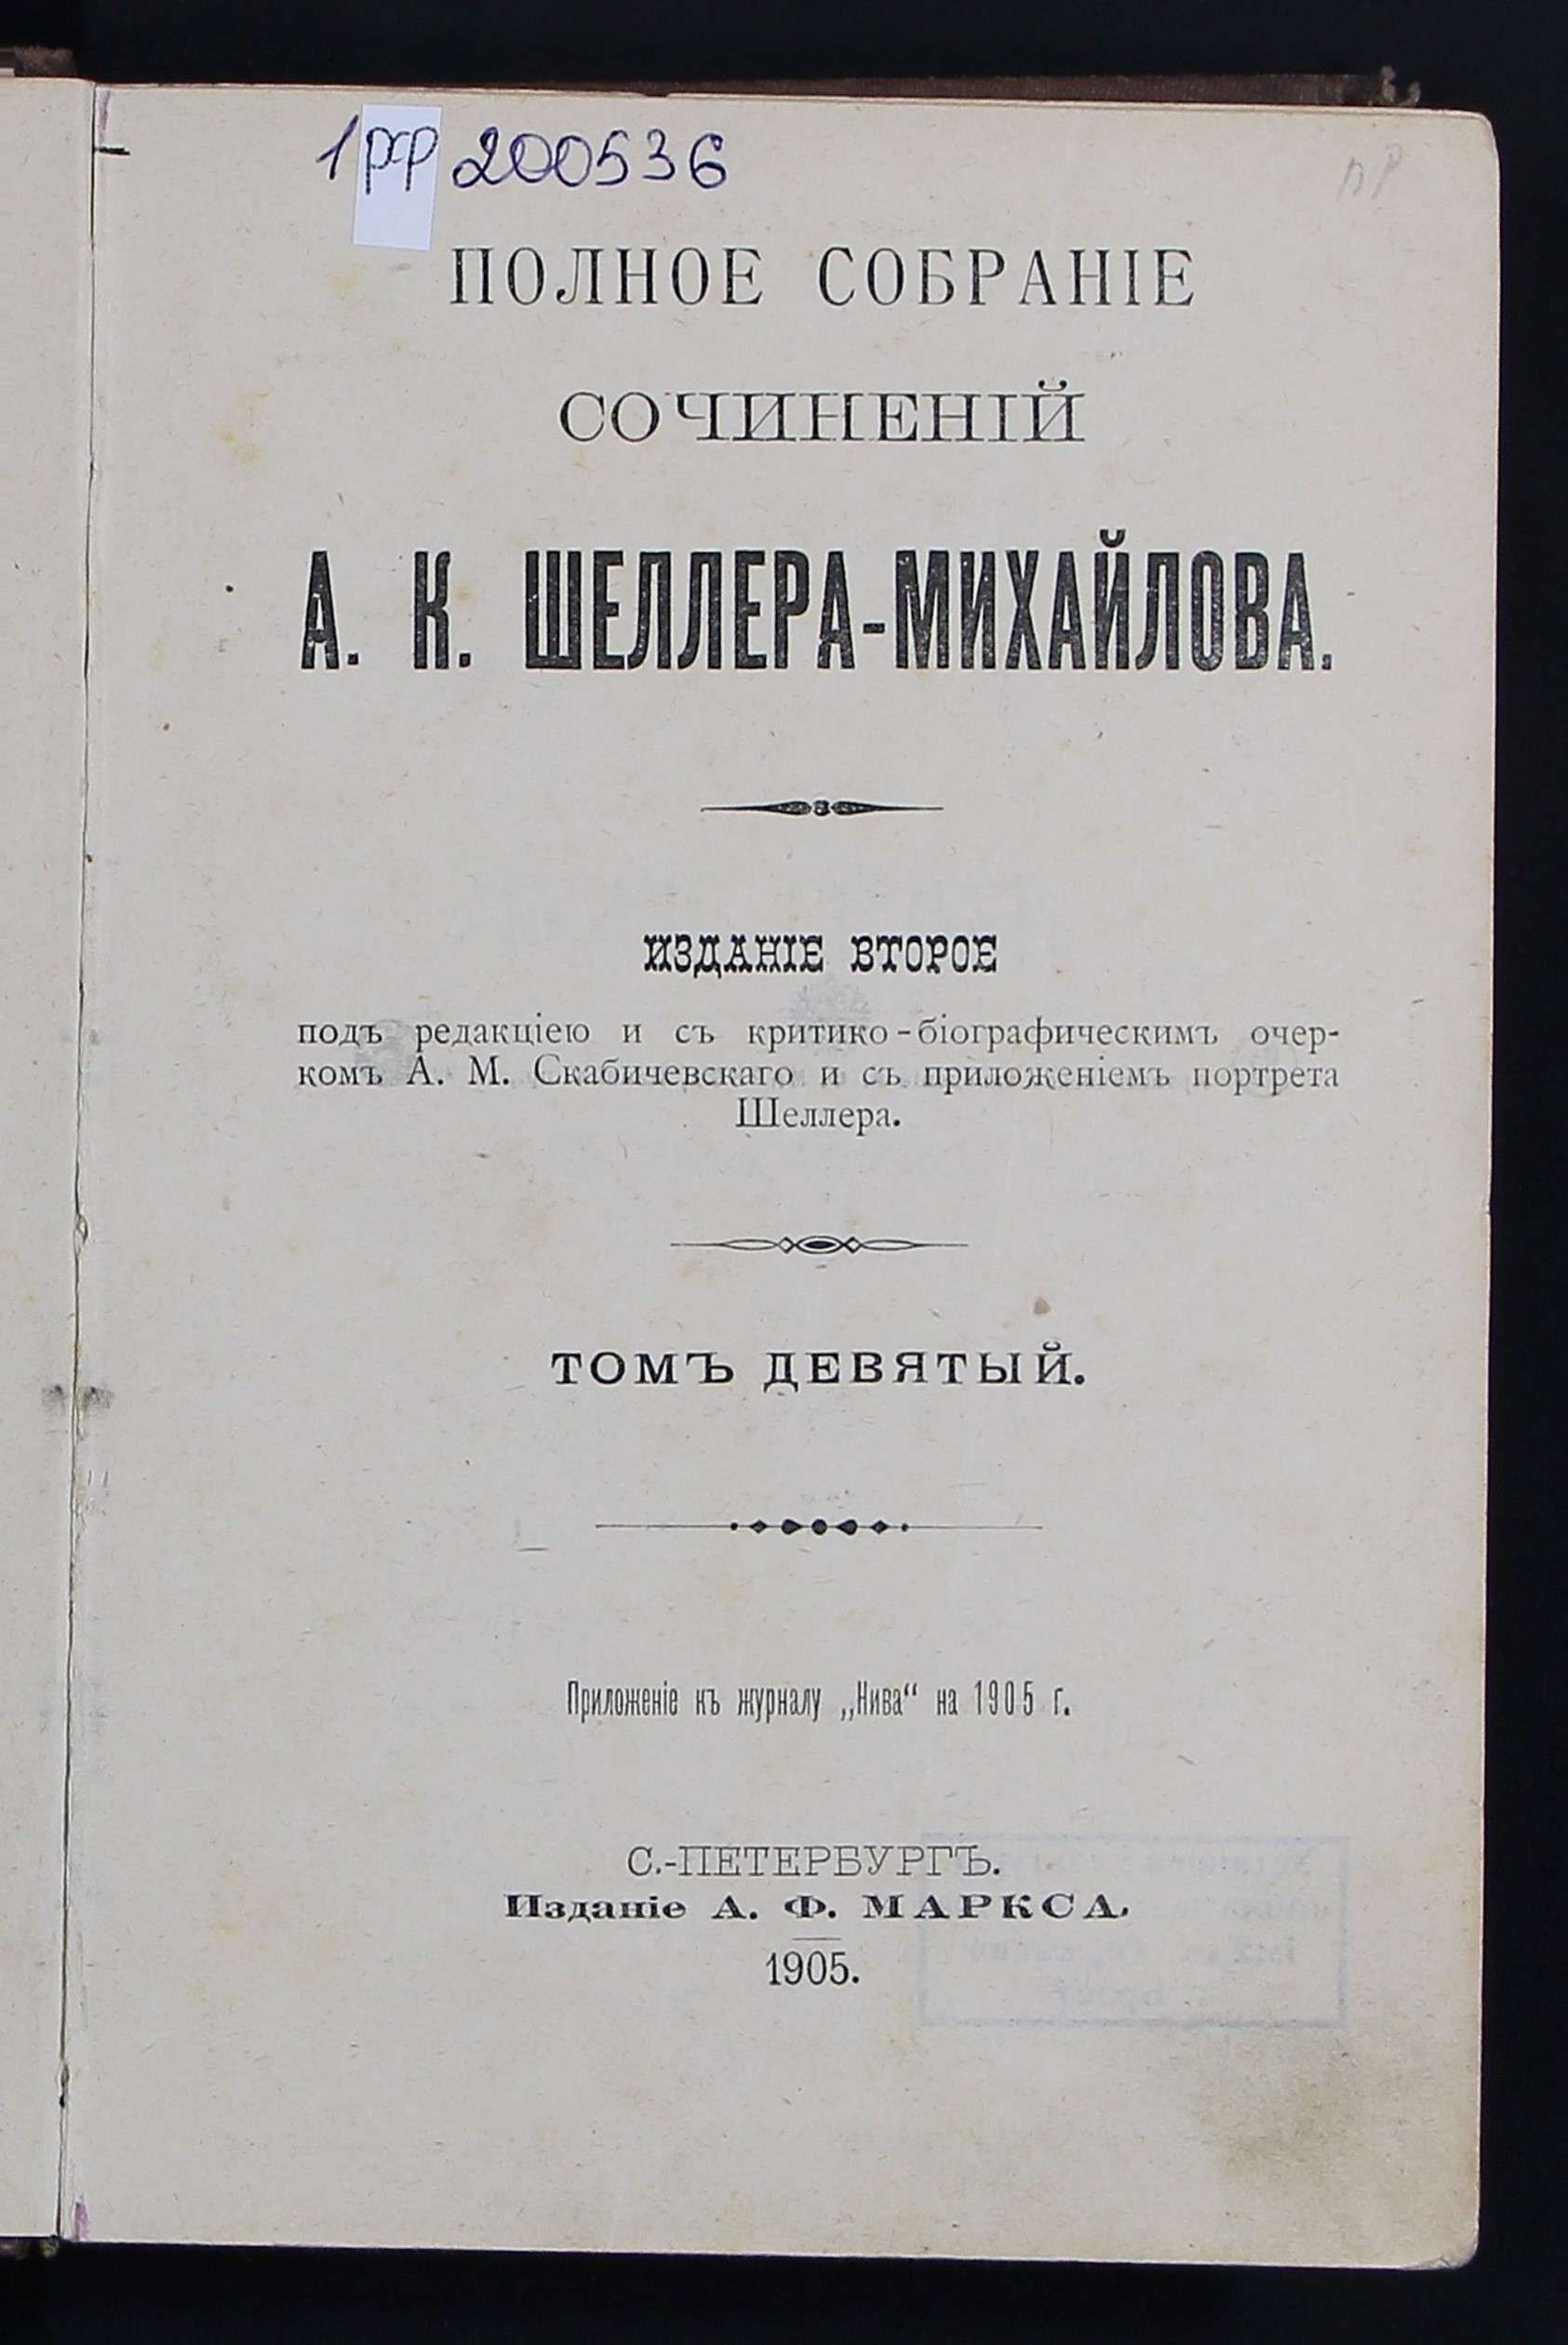 1рф 200536
ПОЛНОЕ СОБРАНІЕ
СОЧИНЕНІЙ
А. К. ШЕЛЛЕРА-МИХАЙЛОВА.
ИЗДАНІЕ ВТОРОЕ
подъ редакціею и съ критико-біографическимъ очер-
комъ А. М. Скабичевскаго и съ приложеніемъ портрета
Шеллера.
ТОМЪ ДЕВЯТЫЙ.
Приложеніе къ журналу „Нива“ на 1905 г.
С.-ПЕТЕРБУРГЪ.
Изданіе А. Ф. МАРКСА.
1905.